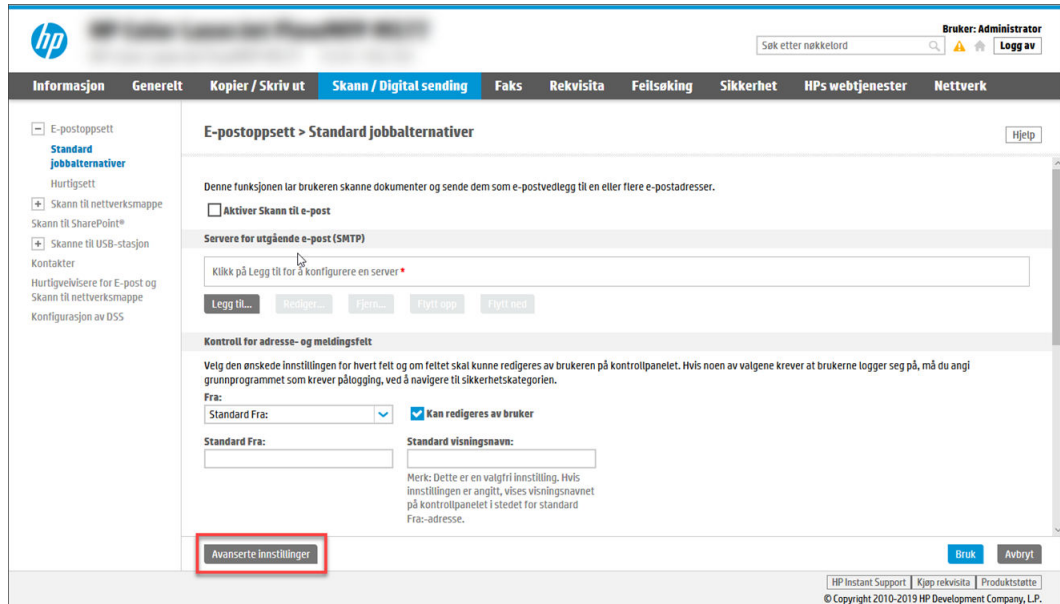 hp
Bruker: Administrator
Søk etter nøkkelord
Logg av
Informasjon Generelt Kopier / Skriv ut Skann / Digital sending Faks Rekvisita Feilsøking Sikkerhet HPs webtjenester Nettverk
E-postoppsett
Standard
jobbalternativer
Hurtigsett
Skann til nettverksmappe
Skann til SharePoint®
Skanne til USB-stasjon
Kontakter
Hurtigveivisere for E-post og
Skann til nettverksmappe
Konfigurasjon av DSS
E-postoppsett > Standard jobbalternativer
Hjelp
Denne funksjonen lar brukeren skanne dokumenter og sende dem som e-postvedlegg til en eller flere e-postadresser.
Aktiver Skann til e-post
Servere for utgående e-post (SMTP)
Klikk på Legg til for å konfigurere en server *
Legg til... Rediger... Fjern... Flytt opp Flytt ned
Kontroll for adresse- og meldingsfelt
Velg den ønskede innstillingen for hvert felt og om feltet skal kunne redigeres av brukeren på kontrollpanelet. Hvis noen av valgene krever at brukerne logger seg på, må du angi
grunnprogrammet som krever pålogging, ved å navigere til sikkerhetskategorien.
Fra:
Standard Fra:
Kan redigeres av bruker
Standard Fra:
Standard visningsnavn:
Merk: Dette er en valgfri innstilling. Hvis
innstillingen er angitt, vises visningsnavnet
på kontrollpanelet i stedet for standard
Fra:-adresse.
Avanserte innstillinger
Bruk Avbryt
HP Instant Support Kjøp rekvisita Produktstøtte
© Copyright 2010-2019 HP Development Company, L.P.